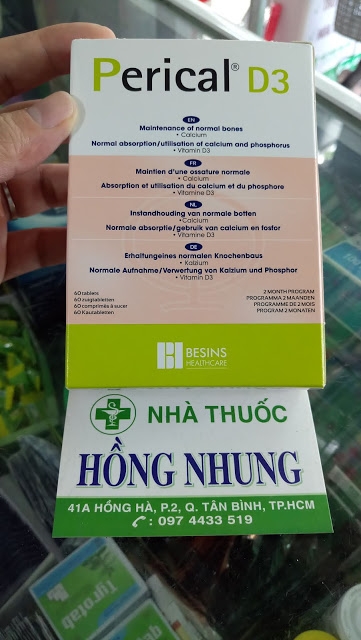 Perical® D3
EN
Maintenance of normal bones
• Calcium
Normal absorption/utilisation of calcium and phosphorus
• Vitamin D3
FR
Maintien d'une ossature normale
• Calcium
Absorption et utilisation du calcium et du phosphore
• Vitamine D3
NL
Instandhouding van normale botten
• Calcium
Normale absorptie/gebruik van calcium en fosfor
• Vitamine D3
DE
Erhaltungeines normalen Knochenbaus
• Kalzium
Normale Aufnahme/Verwertung von Kalzium und Phosphor
• Vitamin D3
60 tablets
60 zuigtabletten
60 comprimés à sucer
60 Kautabletten
2 MONTH PROGRAM
PROGRAMMA 2 MAANDEN
PROGRAMME DE 2 MOIS
PROGRAM 2 MONATEN
BESINS
HEALTHCARE
NHÀ THUỐC
HỒNG NHUNG
41A HỒNG HÀ, P.2, Q. TÂN BÌNH, TP.HCM
: 097 4433 519
Tyrotab